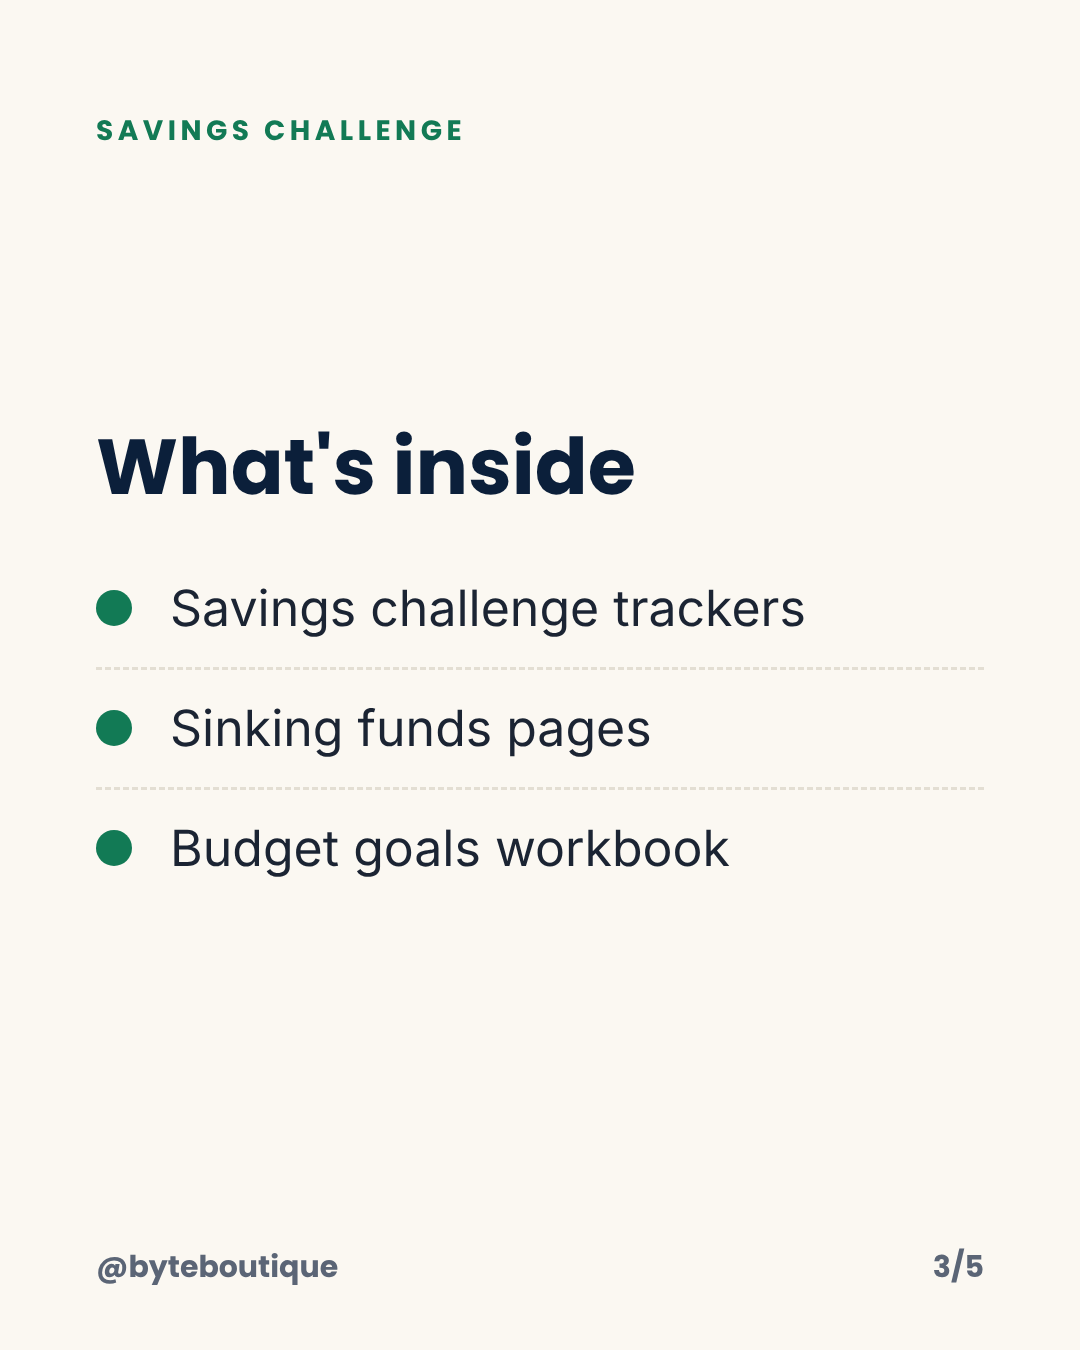 SAVINGS CHALLENGE
What's inside
Savings challenge trackers
Sinking funds pages
Budget goals workbook
@byteboutique
3/5